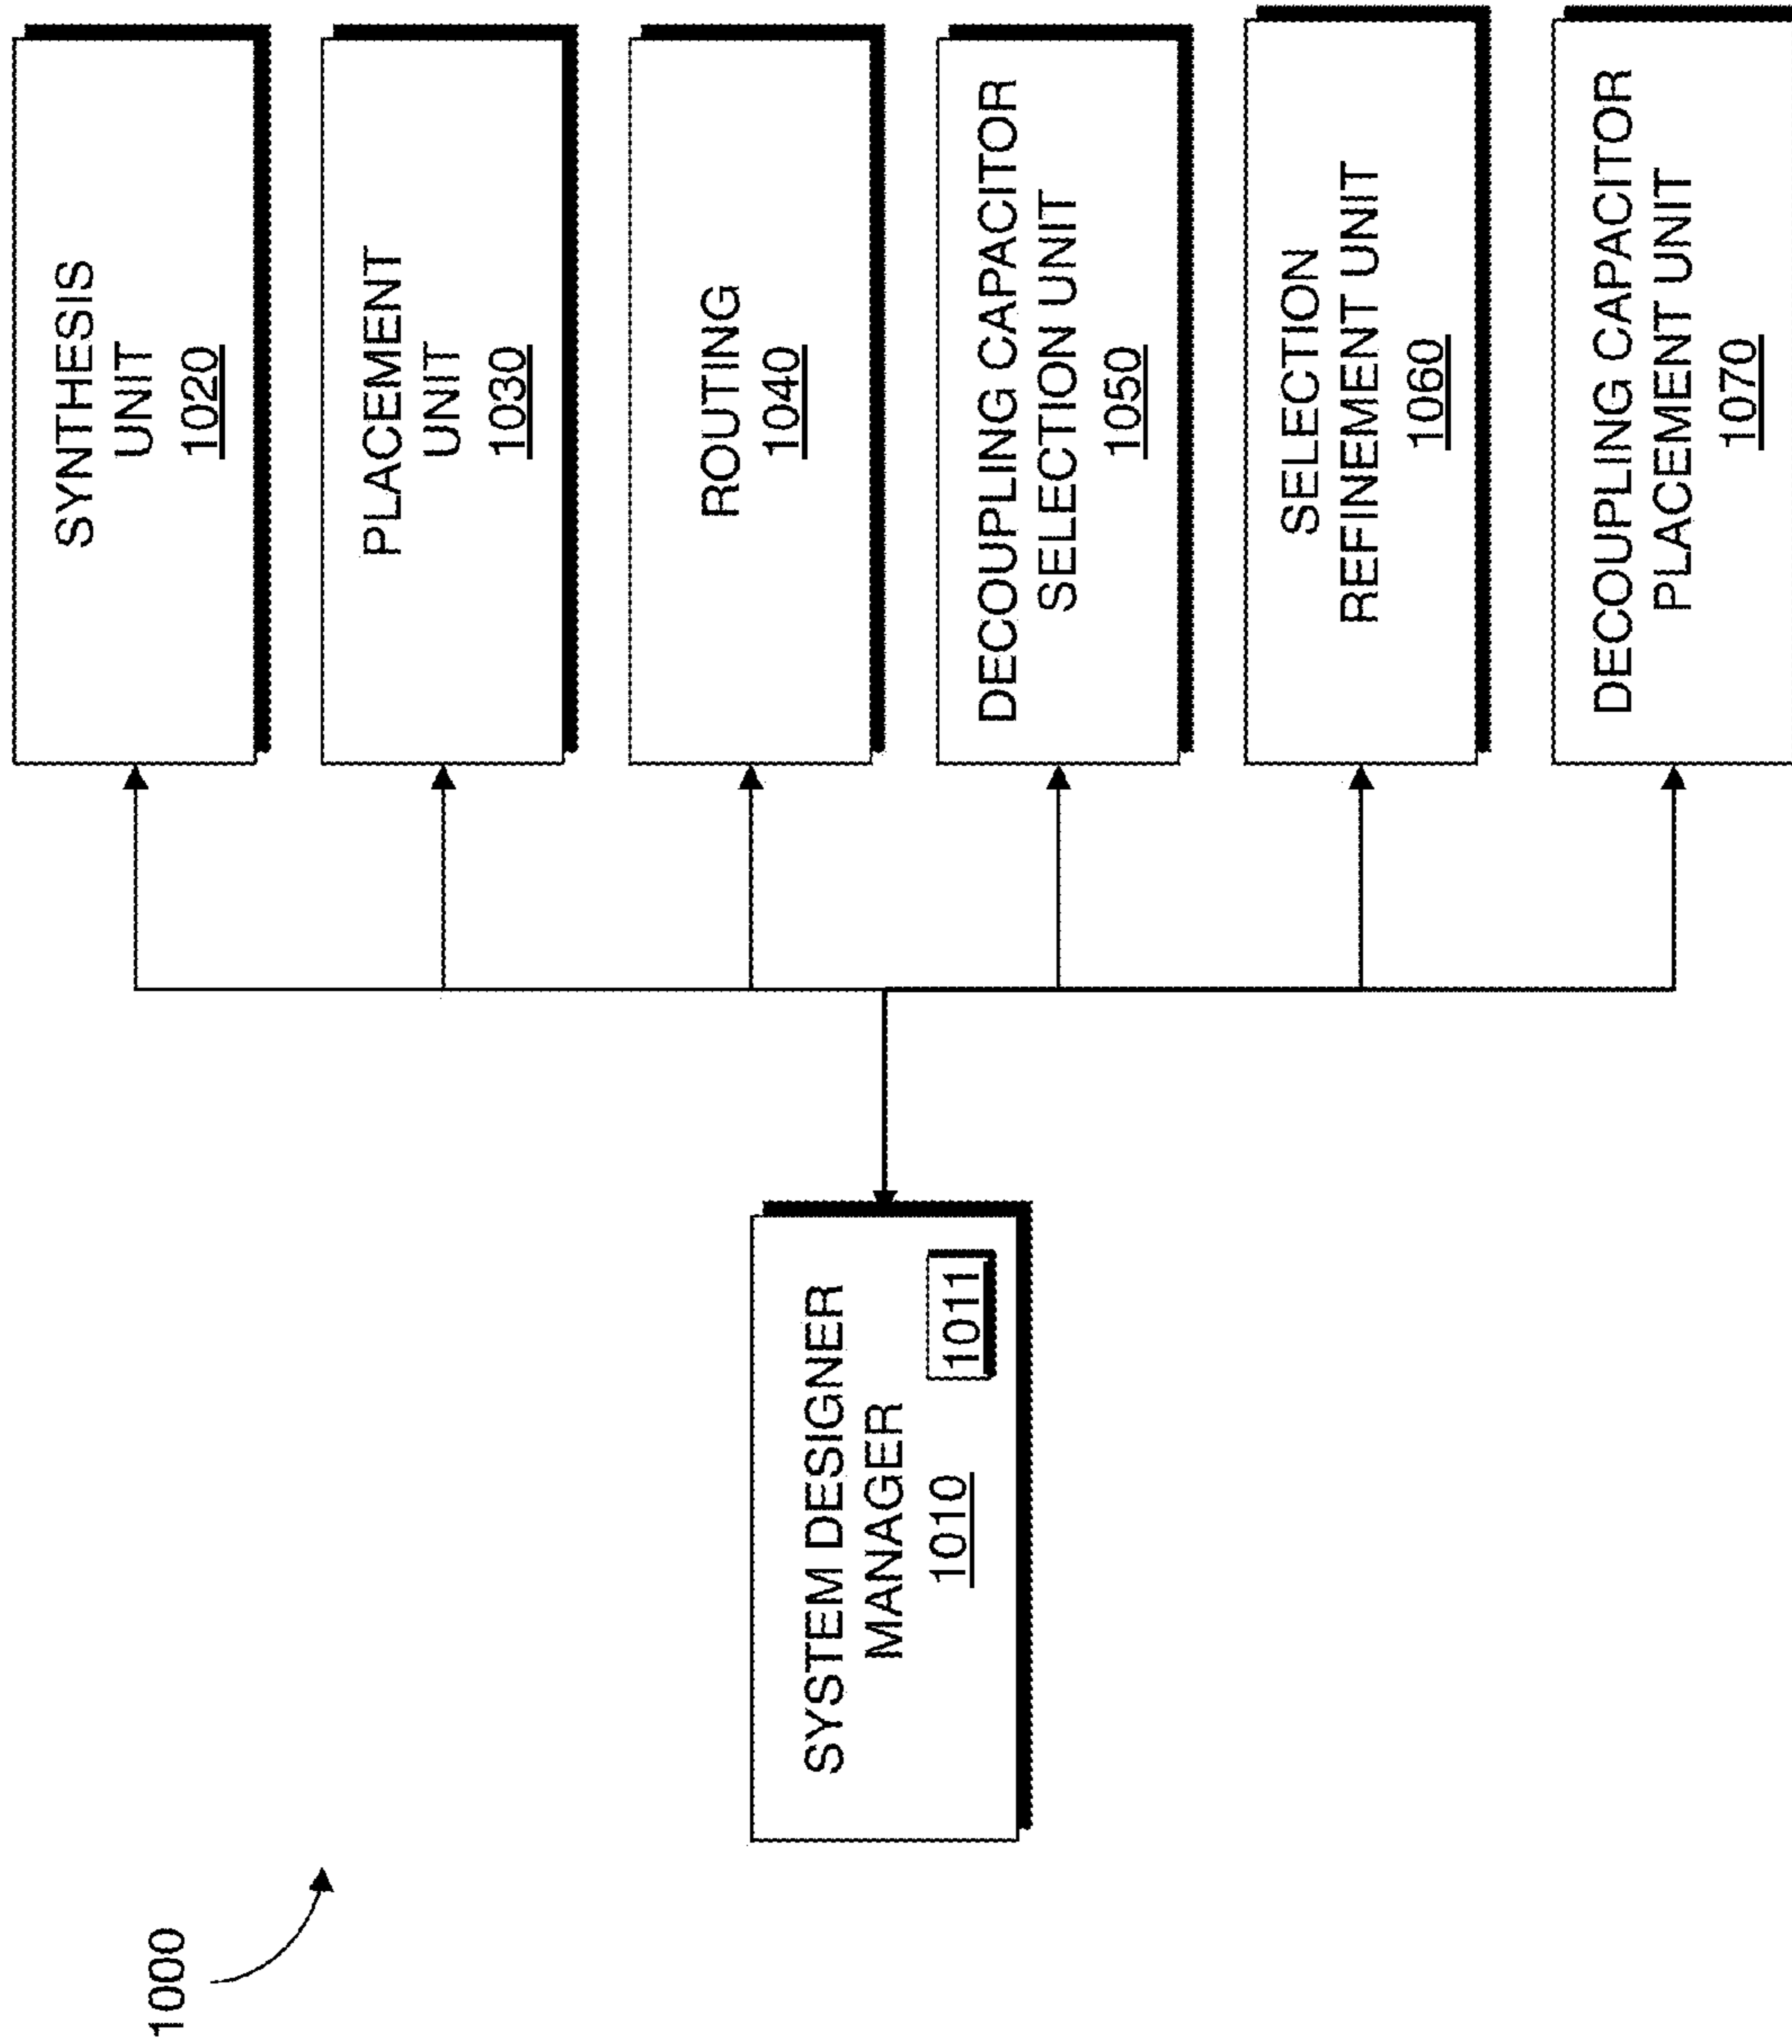 1000
SYSTEM DESIGNER
MANAGER
1010
1011
SYNTHESIS
UNIT
1020
PLACEMENT
UNIT
1030
ROUTING
1040
DECOUPLING CAPACITOR
SELECTION UNIT
1050
SELECTION
REFINEMENT UNIT
1060
DECOUPLING CAPACITOR
PLACEMENT UNIT
1070